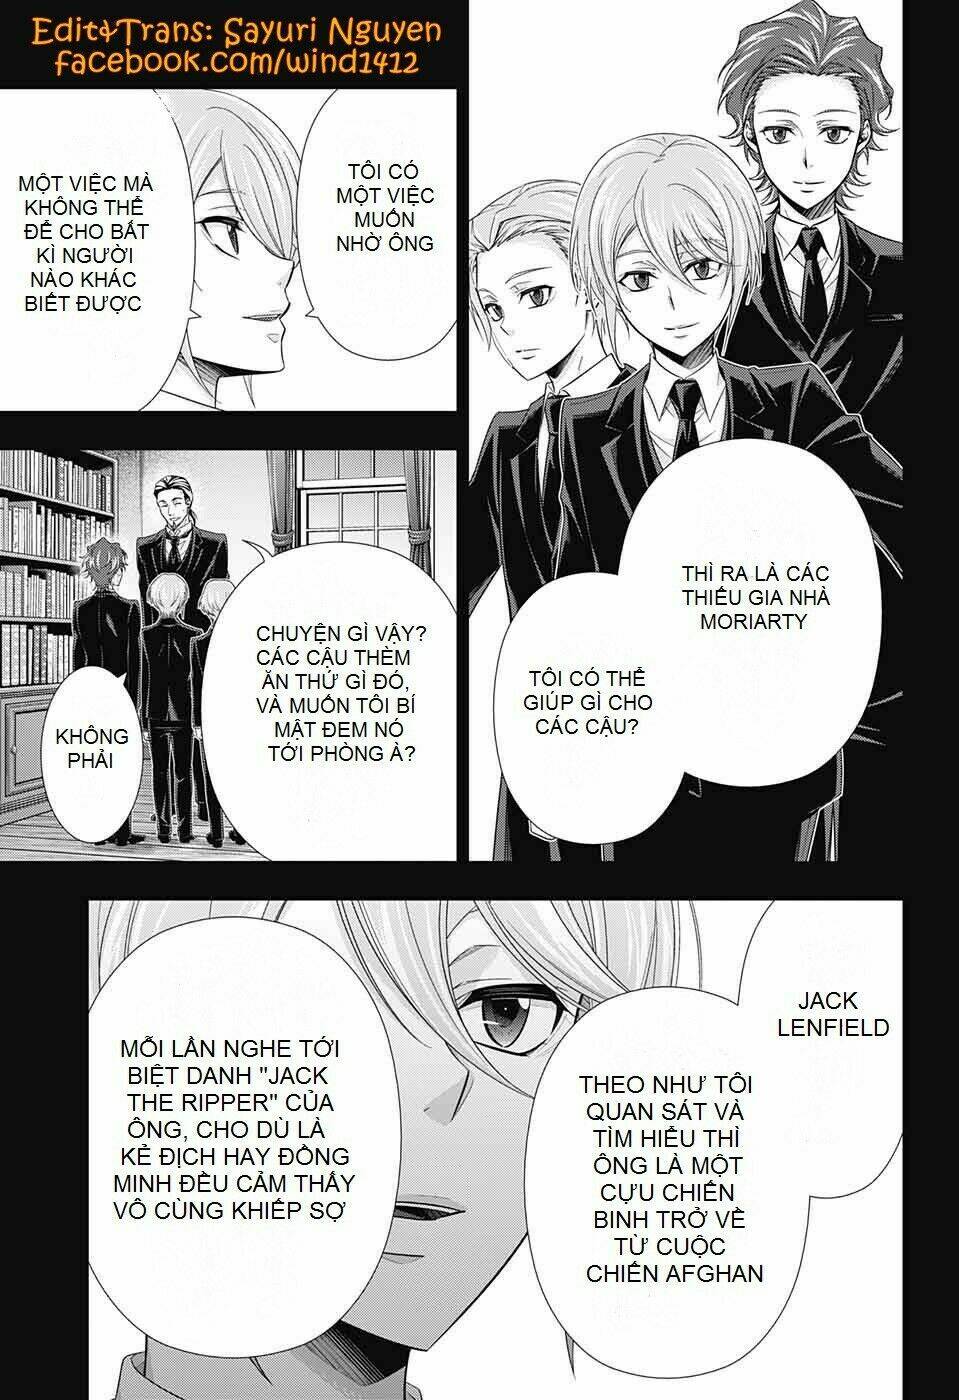 Edit&Trans: Sayuri Nguyen
facebook.com/wind1412
THÌ RA LÀ CÁC
THIẾU GIA NHÀ
MORIARTY
TÔI CÓ THỂ
GIÚP GÌ CHO
CÁC CẬU?
TÔI CÓ
MỘT VIỆC
MUỐN
NHỜ ÔNG
MỘT VIỆC MÀ
KHÔNG THỂ
ĐỂ CHO BẤT
KÌ NGƯỜI
NÀO KHÁC
BIẾT ĐƯỢC
CHUYỆN GÌ VẬY?
CÁC CẬU THÈM
ĂN THỨ GÌ ĐÓ,
VÀ MUỐN TÔI BÍ
MẬT ĐEM NÓ
TỚI PHÒNG À?
KHÔNG
PHẢI
JACK
LENFIELD
THEO NHƯ TÔI
QUAN SÁT VÀ
TÌM HIỂU THÌ
ÔNG LÀ MỘT
CỰU CHIẾN
BINH TRỞ VỀ
TỪ CUỘC
CHIẾN AFGHAN
MỖI LẦN NGHE TỚI
BIỆT DANH "JACK
THE RIPPER" CỦA
ÔNG, CHO DÙ LÀ
KẺ ĐỊCH HAY ĐỒNG
MINH ĐỀU CẢM THẤY
VÔ CÙNG KHIẾP SỢ